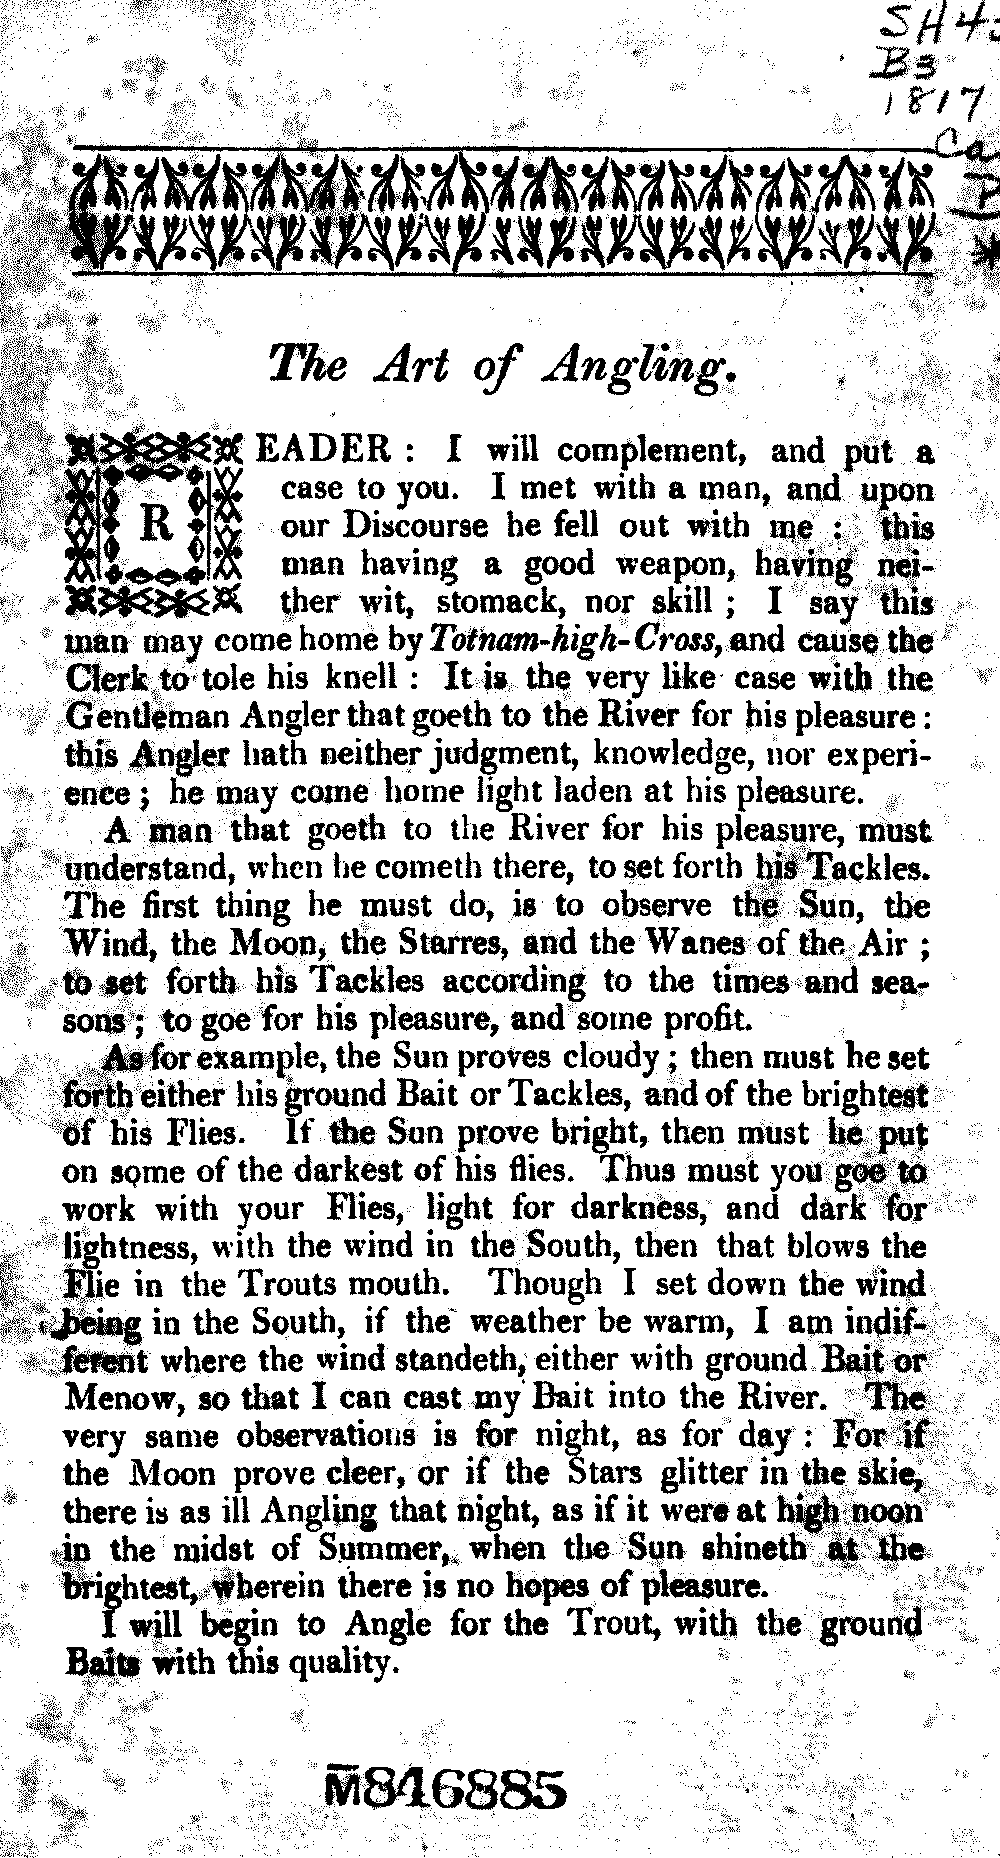 SH4
B3
1817
The Art of Angling.
READER : I will complement, and put a
case to you. I met with a man, and upon
our Discourse he fell out with me : this
man having a good weapon, having nei-
ther wit, stomack, nor skill ; I say this
man may come home by Totnam-high-Cross, and cause the
Clerk to tole his knell : It is the very like case with the
Gentleman Angler that goeth to the River for his pleasure :
this Angler hath neither judgment, knowledge, nor experi-
ence ; he may come home light laden at his pleasure.
A man that goeth to the River for his pleasure, must
understand, when he cometh there, to set forth his Tackles.
The first thing he must do, is to observe the Sun, the
Wind, the Moon, the Starres, and the Wanes of the Air ;
to set forth his Tackles according to the times and sea-
sons ; to goe for his pleasure, and some profit.
As for example, the Sun proves cloudy ; then must he set
forth either his ground Bait or Tackles, and of the brightest
of his Flies. If the Sun prove bright, then must he put
on some of the darkest of his flies. Thus must you goe to
work with your Flies, light for darkness, and dark for
lightness, with the wind in the South, then that blows the
Flie in the Trouts mouth. Though I set down the wind
being in the South, if the weather be warm, I am indif-
ferent where the wind standeth, either with ground Bait or
Menow, so that I can cast my Bait into the River. The
very same observations is for night, as for day : For if
the Moon prove cleer, or if the Stars glitter in the skie,
there is as ill Angling that night, as if it were at high noon
in the midst of Summer, when the Sun shineth at the
brightest, wherein there is no hopes of pleasure.
I will begin to Angle for the Trout, with the ground
Baits with this quality.
M846885